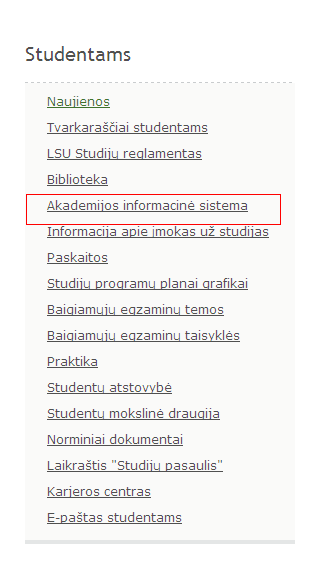 Studentams
Naujienos
Tvarkaraščiai studentams
LSU Studijų reglamentas
Biblioteka
Akademijos informacinė sistema
Informacija apie įmokas už studijas
Paskaitos
Studijų programų planai grafikai
Baigiamųjų egzaminų temos
Baigiamųjų egzaminų taisyklės
Praktika
Studentų atstovybė
Studentų mokslinė draugija
Norminiai dokumentai
Laikraštis "Studijų pasaulis"
Karjeros centras
E-paštas studentams